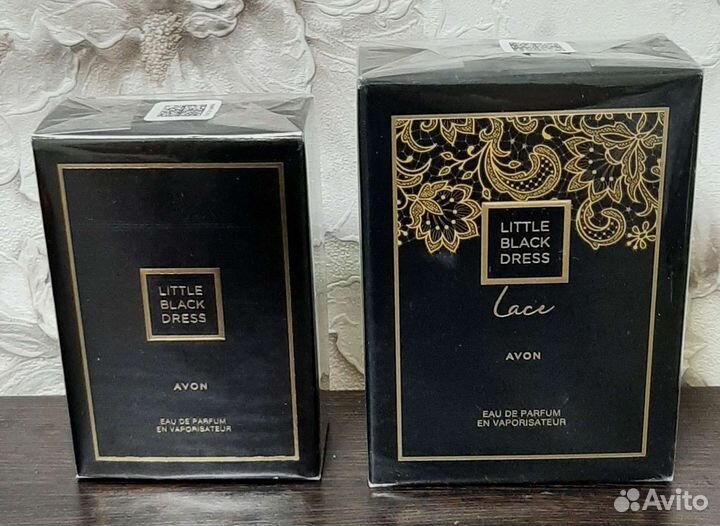 LITTLE
BLACK
DRESS
AVON
EAU DE PARFUM
EN VAPORISATEUR
LITTLE
BLACK
DRESS
Lace
AVON
EAU DE PARFUM
EN VAPORISATEUR
Avito